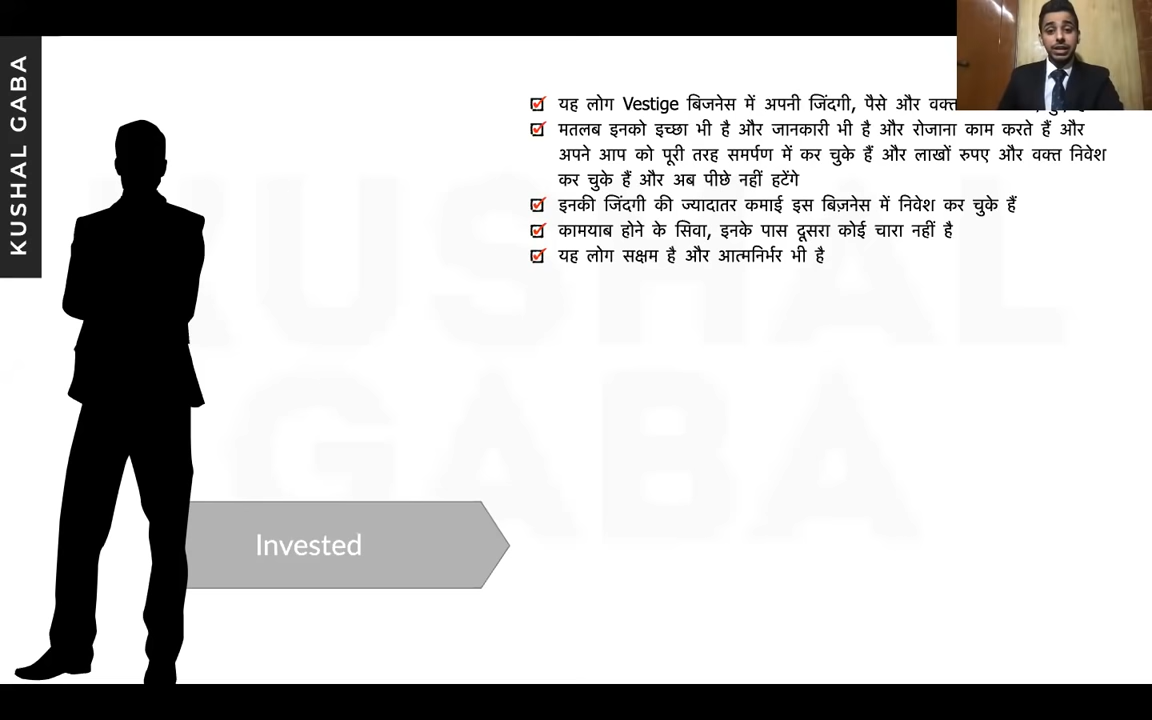 KUSHAL GABA
यह लोग Vestige बिजनेस में अपनी जिंदगी, पैसे और वक्त
मतलब इनको इच्छा भी है और जानकारी भी है और रोजाना काम करते हैं और
अपने आप को पूरी तरह समर्पण में कर चुके हैं और लाखों रुपए और वक्त निवेश
कर चुके हैं और अब पीछे नहीं हटेंगे
इनकी जिंदगी की ज्यादातर कमाई इस बिज़नेस में निवेश कर चुके हैं
कामयाब होने के सिवा, इनके पास दूसरा कोई चारा नहीं है
यह लोग सक्षम है और आत्मनिर्भर भी है
KUSHAL
GABA
Invested